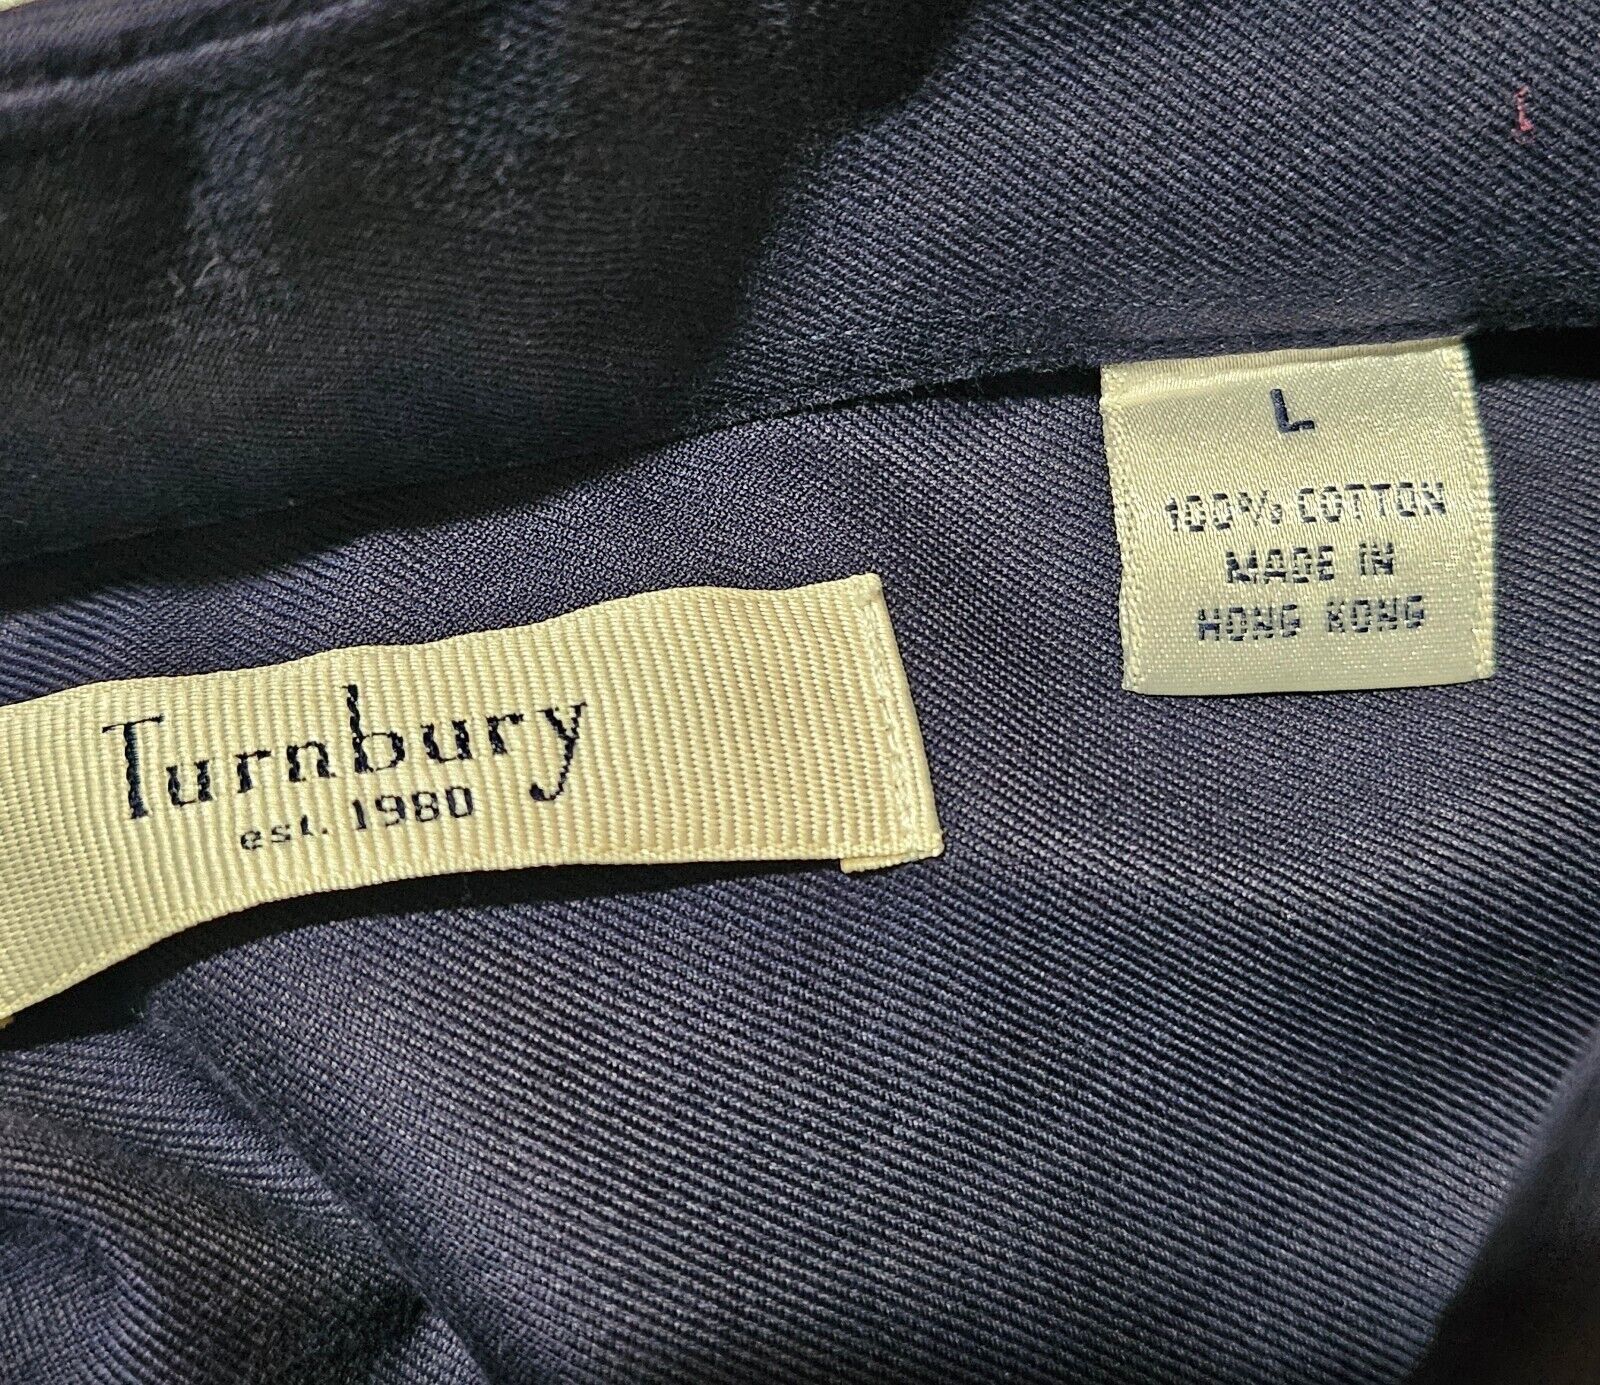 Turnbury
est. 1980
L
100% COTTON
MADE IN
HONG KONG